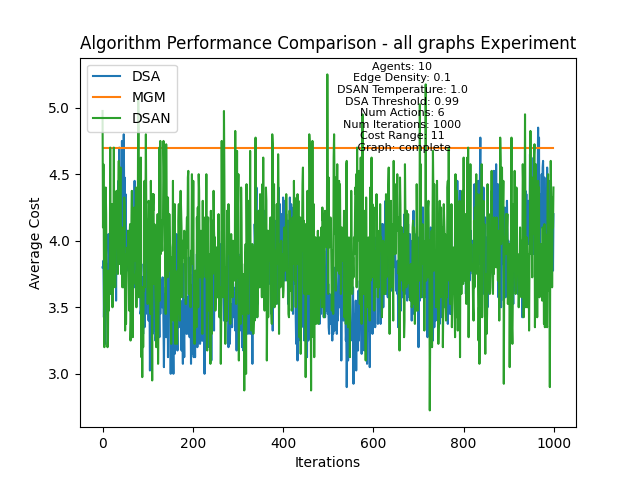 Algorithm Performance Comparison - all graphs Experiment
DSA
MGM
DSAN
Agents: 10
Edge Density: 0.1
DSAN Temperature: 1.0
DSA Threshold: 0.99
Num Actions: 6
Num Iterations: 1000
Cost Range: 11
Graph: complete
Average Cost
5.0
4.5
4.0
3.5
3.0
0
200
400
600
800
1000
Iterations